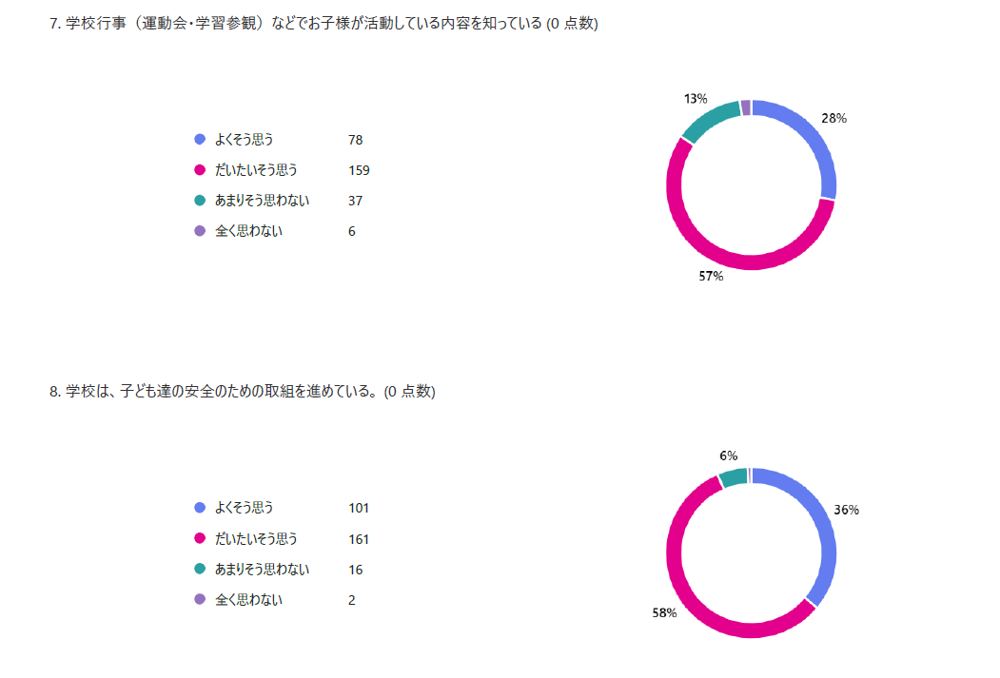 7. 学校行事（運動会・学習参観）などでお子様が活動している内容を知っている (0 点数)
13%
28%
よくそう思う 78
だいたいそう思う 159
あまりそう思わない 37
全く思わない 6
57%
8. 学校は、子ども達の安全のための取組を進めている。 (0 点数)
6%
36%
よくそう思う 101
だいたいそう思う 161
あまりそう思わない 16
全く思わない 2
58%